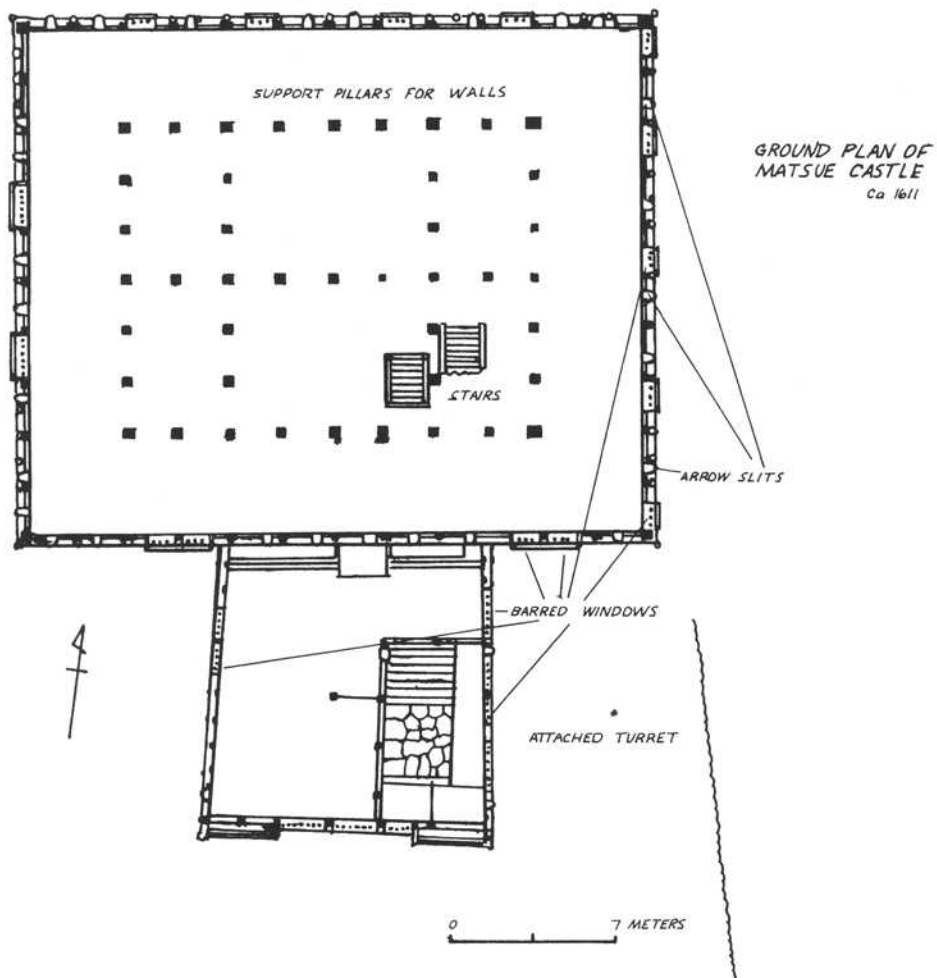 SUPPORT PILLARS FOR WALLS
GROUND PLAN OF
MATSUE CASTLE
Ca 1611
STAIRS
ARROW SLITS
BARRED WINDOWS
ATTACHED TURRET
0 7 METERS